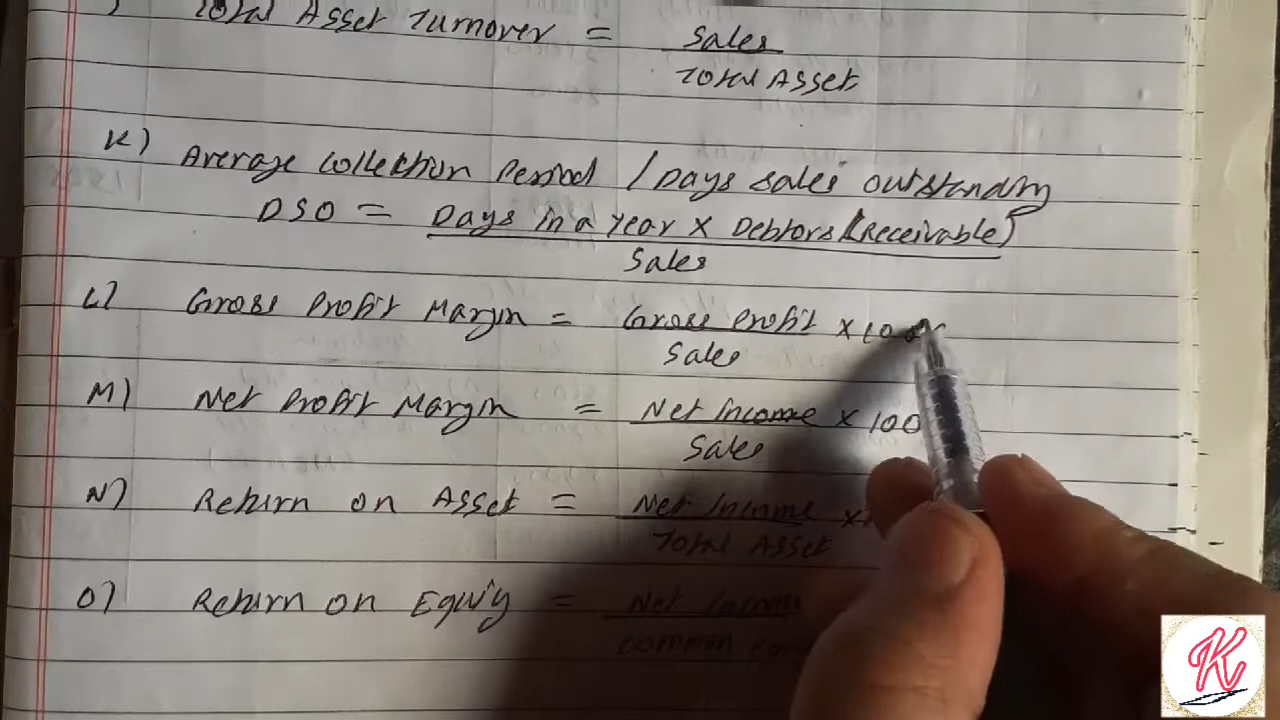 Total Asset Turnover = Sales
Total Asset
K) Average Collection Period / Days sales outstanding
DSO = Days in a year × Debtors (Receivable)
Sales
L) Gross Profit Margin = Gross Profit × 100
Sales
M) Net Profit Margin = Net income × 100
Sales
N) Return on Asset = Net income ×
Total Asset
O) Return on Equity = Net income
common
K